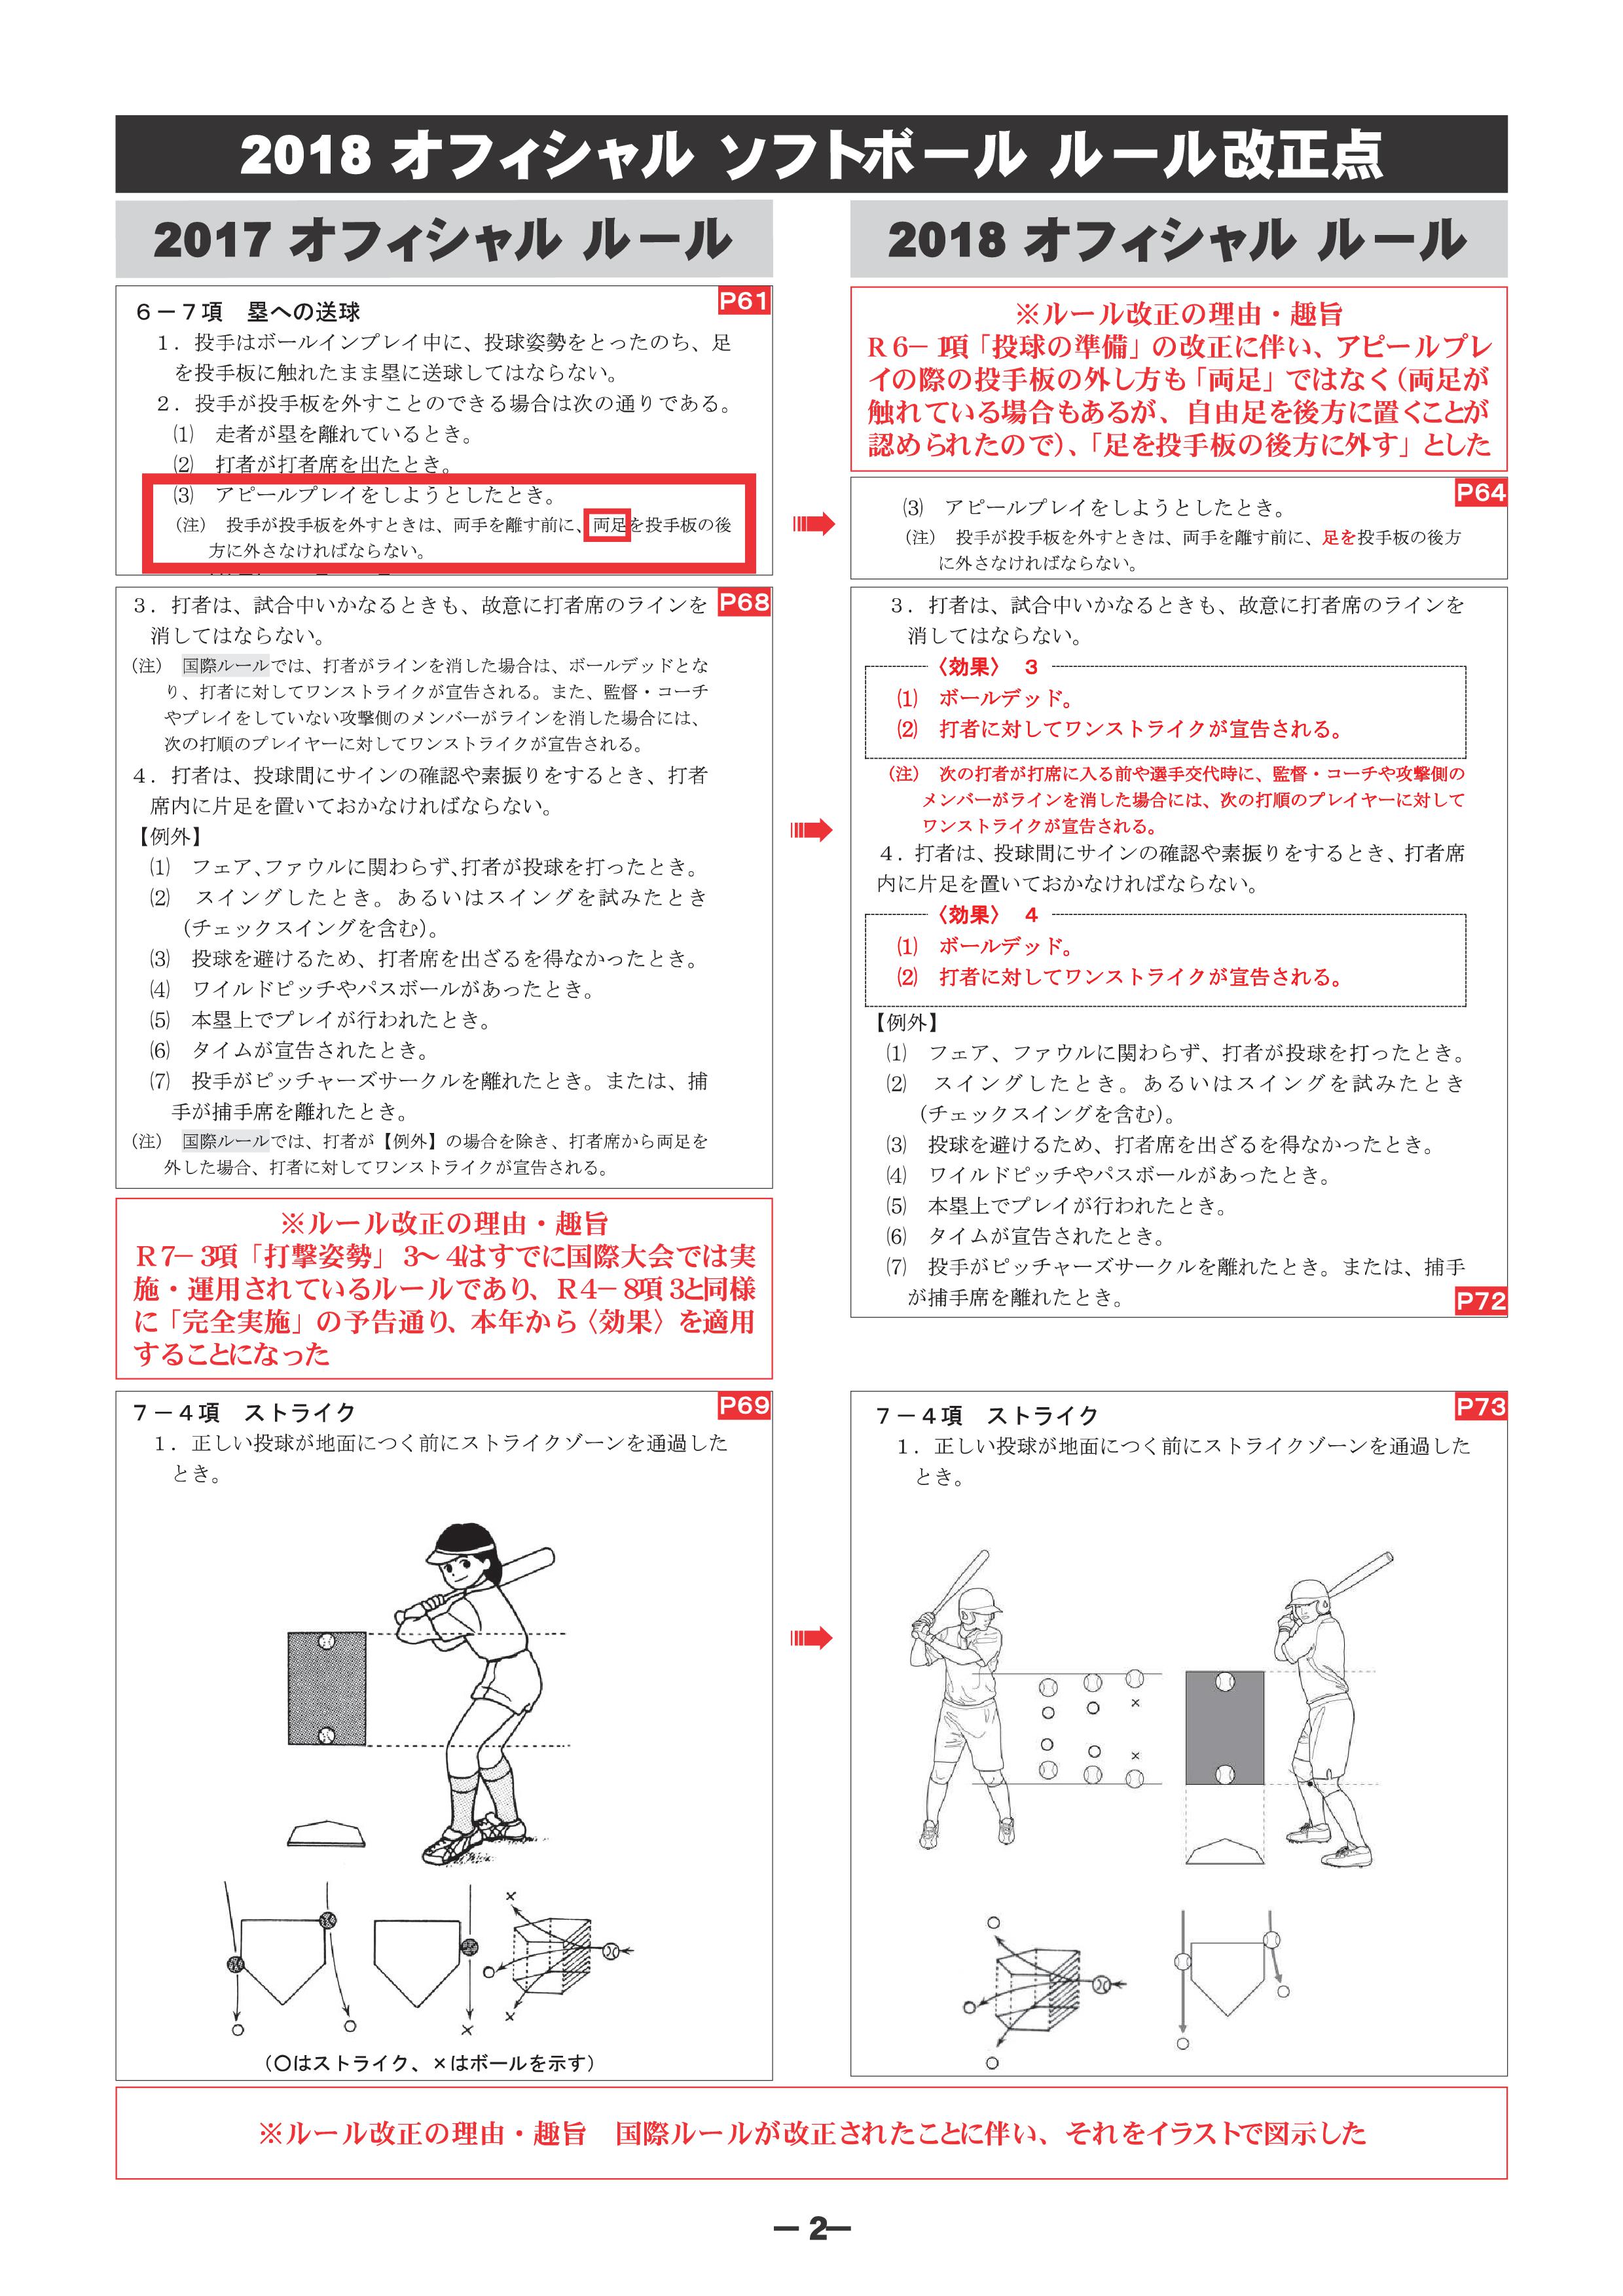 2018 オフィシャル ソフトボール ルール改正点
2017 オフィシャル ルール
P61
6－7項　塁への送球
1．投手はボールインプレイ中に、投球姿勢をとったのち、足
を投手板に触れたまま塁に送球してはならない。
2．投手が投手板を外すことのできる場合は次の通りである。
⑴　走者が塁を離れているとき。
⑵　打者が打者席を出たとき。
⑶　アピールプレイをしようとしたとき。
（注）　投手が投手板を外すときは、両手を離す前に、両足を投手板の後
方に外さなければならない。
2018 オフィシャル ルール
※ルール改正の理由・趣旨
R６－１項「投球の準備」の改正に伴い、アピールプレ
イの際の投手板の外し方も「両足」ではなく（両足が
触れている場合もあるが、自由足を後方に置くことが
認められたので）、「足を投手板の後方に外す」とした
P64
⑶　アピールプレイをしようとしたとき。
（注）　投手が投手板を外すときは、両手を離す前に、足を投手板の後方
に外さなければならない。
P68
3．打者は、試合中いかなるときも、故意に打者席のラインを
消してはならない。
（注）　国際ルールでは、打者がラインを消した場合は、ボールデッドとな
り、打者に対してワンストライクが宣告される。また、監督・コーチ
やプレイをしていない攻撃側のメンバーがラインを消した場合には、
次の打順のプレイヤーに対してワンストライクが宣告される。
4．打者は、投球間にサインの確認や素振りをするとき、打者
席内に片足を置いておかなければならない。
【例外】
⑴　フェア、ファウルに関わらず、打者が投球を打ったとき。
⑵　スイングしたとき。あるいはスイングを試みたとき
（チェックスイングを含む）。
⑶　投球を避けるため、打者席を出ざるを得なかったとき。
⑷　ワイルドピッチやパスボールがあったとき。
⑸　本塁上でプレイが行われたとき。
⑹　タイムが宣告されたとき。
⑺　投手がピッチャーズサークルを離れたとき。または、捕
手が捕手席を離れたとき。
（注）　国際ルールでは、打者が【例外】の場合を除き、打者席から両足を
外した場合、打者に対してワンストライクが宣告される。
※ルール改正の理由・趣旨
R７－３項「打撃姿勢」３～４はすでに国際大会では実
施・運用されているルールであり、R４－８項３と同様
に「完全実施」の予告通り、本年から〈効果〉を適用
することになった
3．打者は、試合中いかなるときも、故意に打者席のラインを
消してはならない。
〈効果〉　3
⑴　ボールデッド。
⑵　打者に対してワンストライクが宣告される。
（注）　次の打者が打席に入る前や選手交代時に、監督・コーチや攻撃側の
メンバーがラインを消した場合には、次の打順のプレイヤーに対して
ワンストライクが宣告される。
4．打者は、投球間にサインの確認や素振りをするとき、打者席
内に片足を置いておかなければならない。
〈効果〉　4
⑴　ボールデッド。
⑵　打者に対してワンストライクが宣告される。
【例外】
⑴　フェア、ファウルに関わらず、打者が投球を打ったとき。
⑵　スイングしたとき。あるいはスイングを試みたとき
（チェックスイングを含む）。
⑶　投球を避けるため、打者席を出ざるを得なかったとき。
⑷　ワイルドピッチやパスボールがあったとき。
⑸　本塁上でプレイが行われたとき。
⑹　タイムが宣告されたとき。
⑺　投手がピッチャーズサークルを離れたとき。または、捕手
が捕手席を離れたとき。
P72
P69
7－4項　ストライク
1．正しい投球が地面につく前にストライクゾーンを通過した
とき。
（○はストライク、×はボールを示す）
P73
7－4項　ストライク
1．正しい投球が地面につく前にストライクゾーンを通過した
とき。
※ルール改正の理由・趣旨　国際ルールが改正されたことに伴い、それをイラストで図示した
― 2―